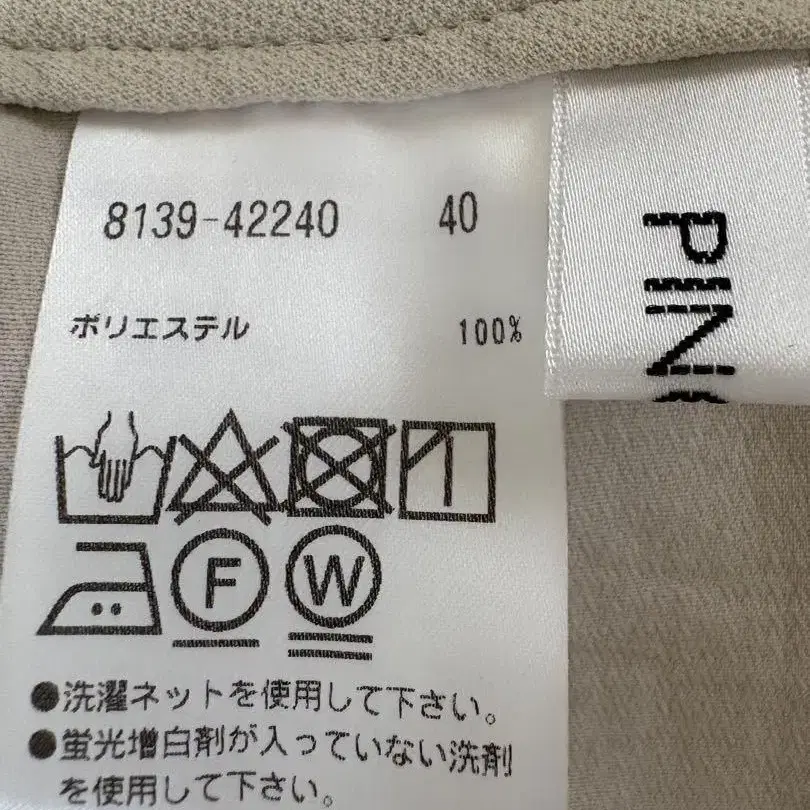 8139-42240 40
ポリエステル 100%
F W
●洗濯ネットを使用して下さい。
●蛍光増白剤が入っていない洗剤
を使用して下さい。
PIN